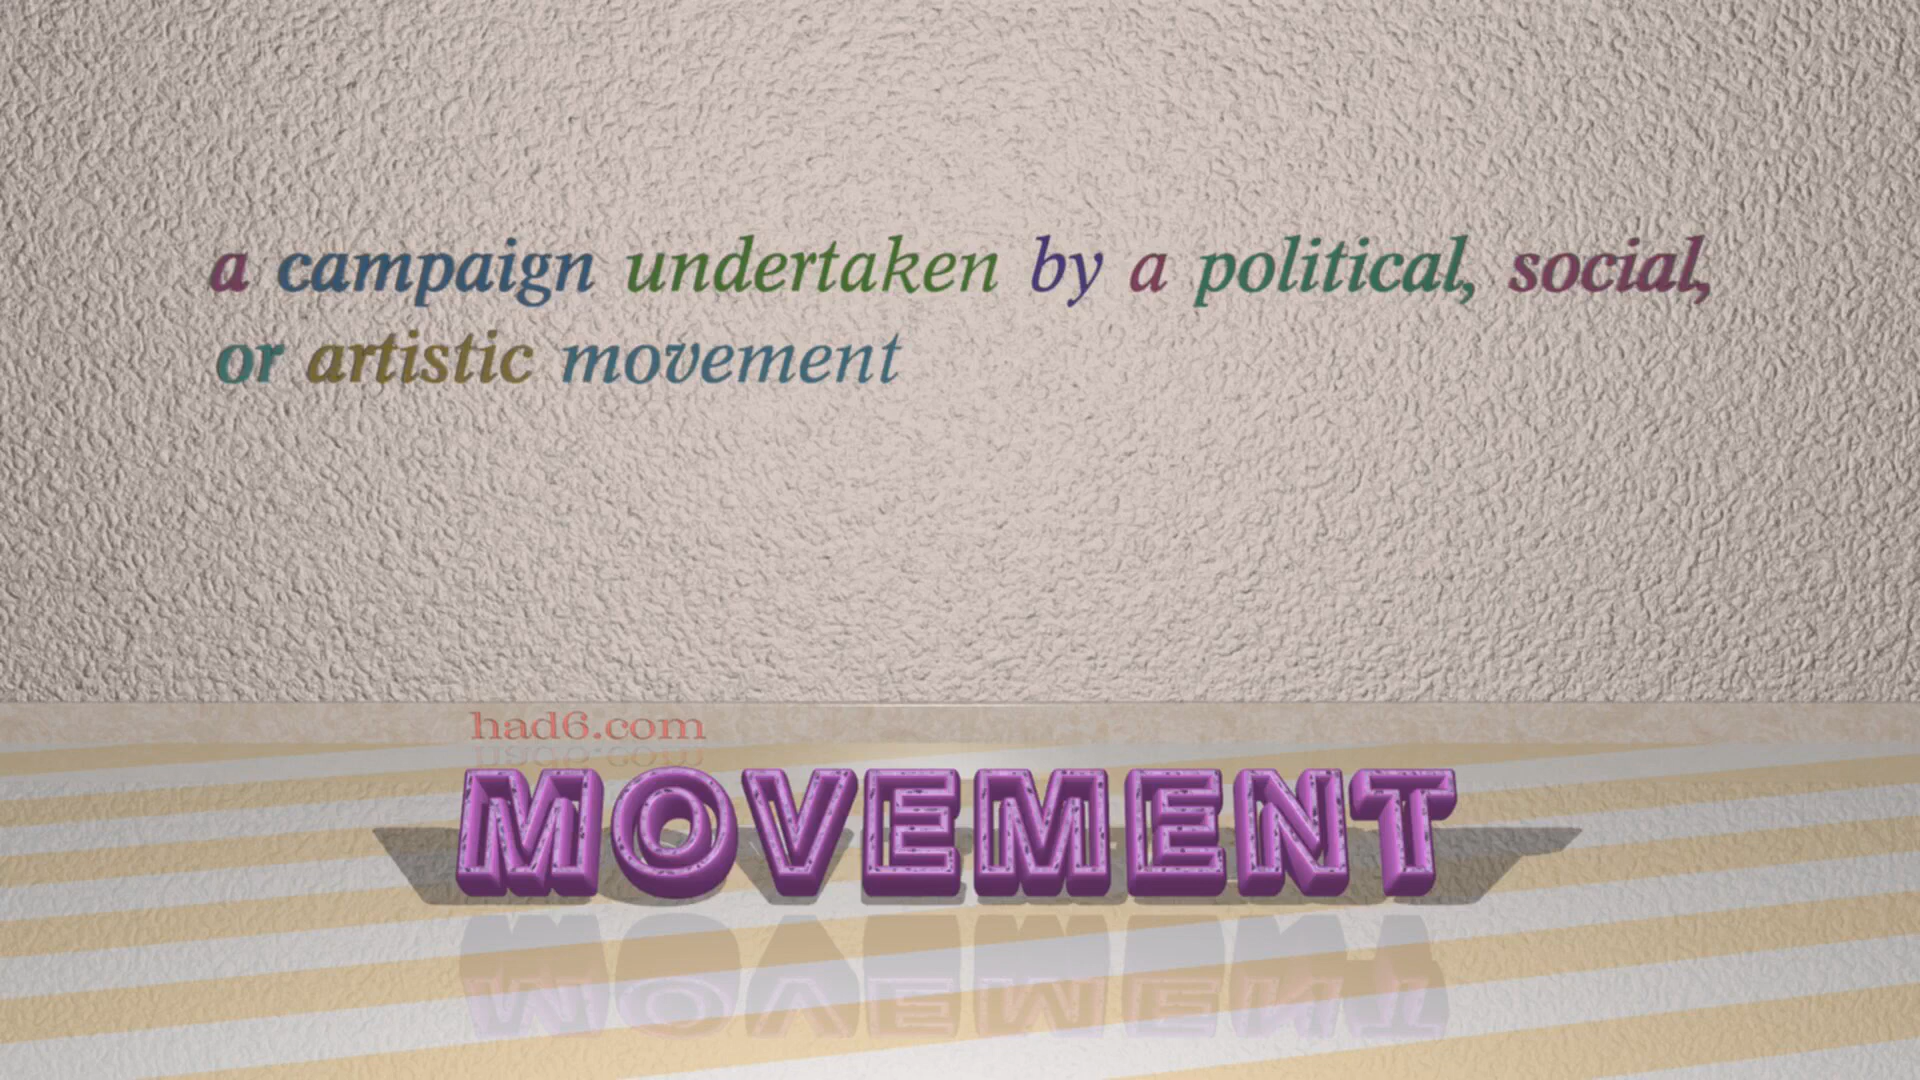 a campaign undertaken by a political, social,
or artistic movement
had6.com
MOVEMENT